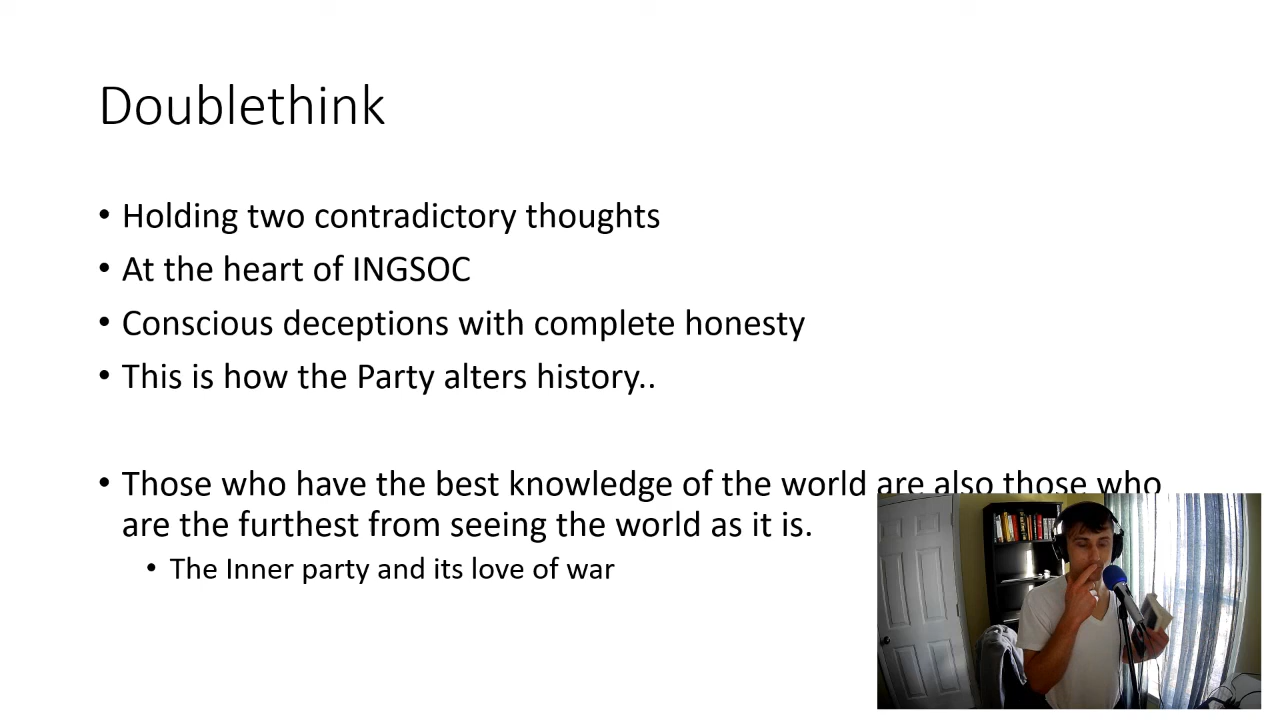 Doublethink
• Holding two contradictory thoughts
• At the heart of INGSOC
• Conscious deceptions with complete honesty
• This is how the Party alters history..
• Those who have the best knowledge of the world are also those who
are the furthest from seeing the world as it is.
• The Inner party and its love of war